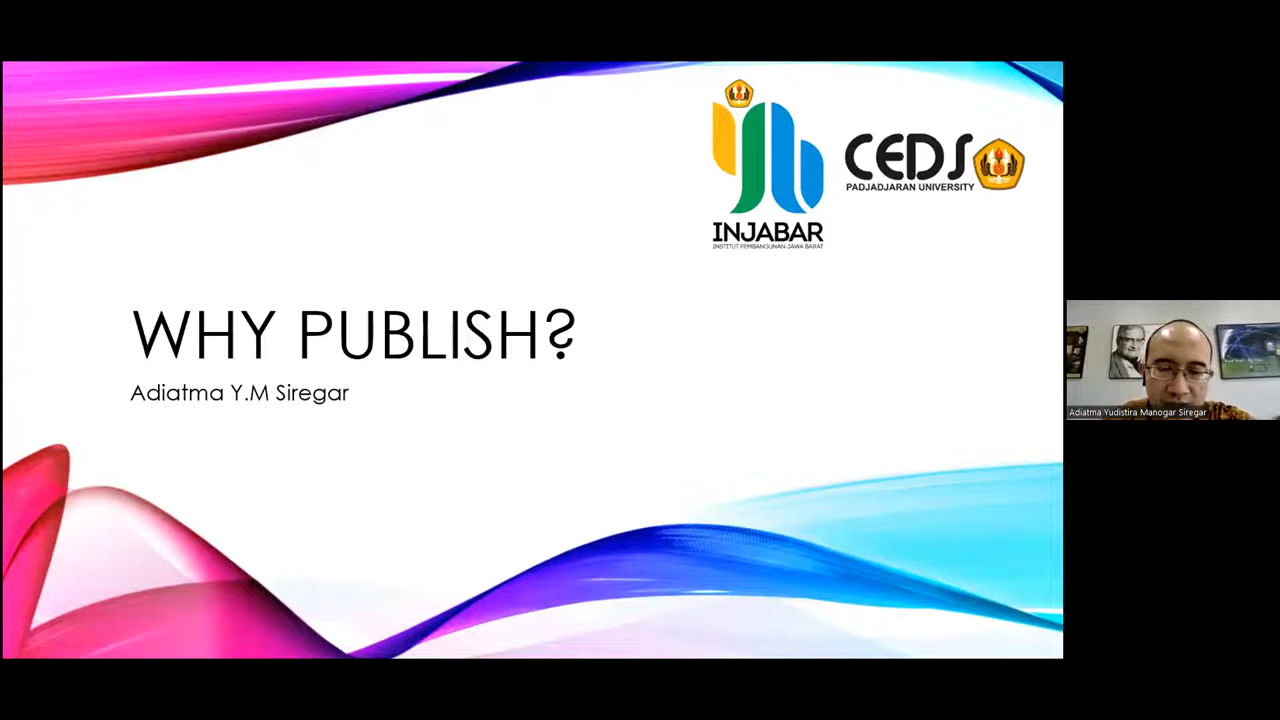 INJABAR
INSTITUT PEMBANGUNAN JAWA BARAT
CEDS
PADJADJARAN UNIVERSITY
WHY PUBLISH?
Adiatma Y.M Siregar
Adiatma Yudistira Manogar Siregar